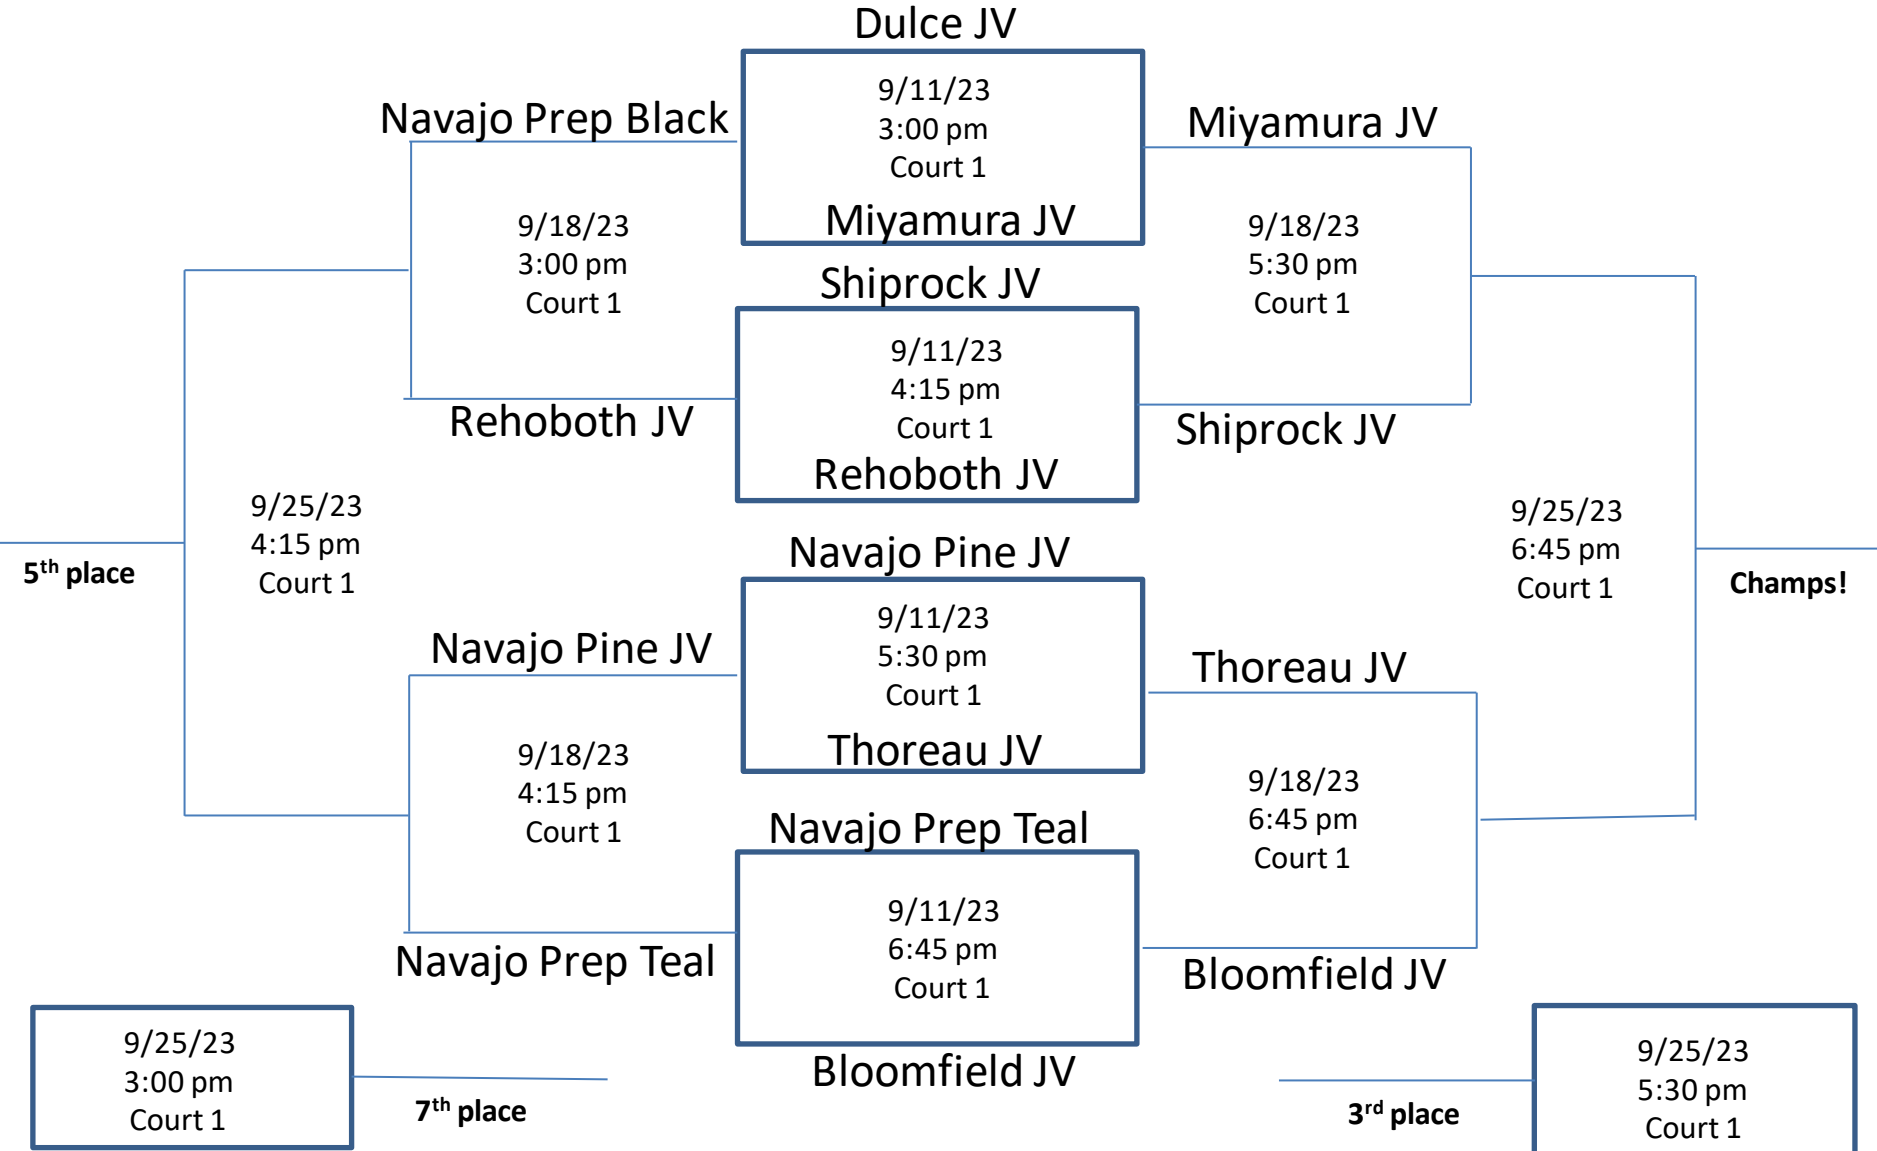 Dulce JV
9/11/23
3:00 pm
Court 1
Miyamura JV
Navajo Prep Black
9/18/23
3:00 pm
Court 1
Rehoboth JV
Miyamura JV
9/18/23
5:30 pm
Court 1
Shiprock JV
Shiprock JV
9/11/23
4:15 pm
Court 1
Rehoboth JV
9/25/23
4:15 pm
Court 1
5th place
9/25/23
6:45 pm
Court 1
Champs!
Navajo Pine JV
9/11/23
5:30 pm
Court 1
Thoreau JV
Navajo Pine JV
9/18/23
4:15 pm
Court 1
Navajo Prep Teal
Thoreau JV
9/18/23
6:45 pm
Court 1
Bloomfield JV
Navajo Prep Teal
9/11/23
6:45 pm
Court 1
Bloomfield JV
9/25/23
3:00 pm
Court 1
7th place
3rd place
9/25/23
5:30 pm
Court 1